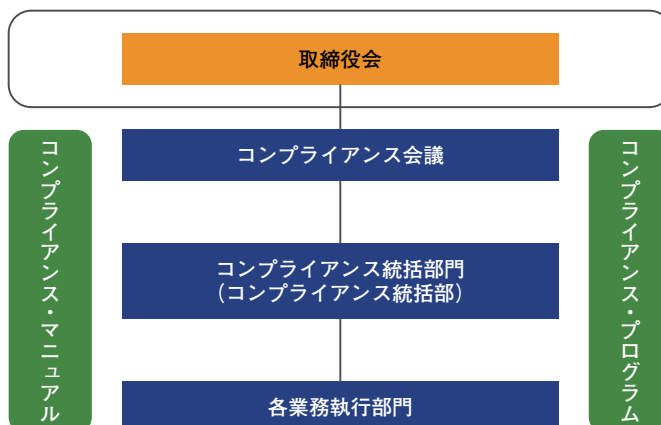 取締役会
コンプライアンス会議
コンプライアンス統括部門
（コンプライアンス統括部）
各業務執行部門
コンプライアンス・マニュアル
コンプライアンス・プログラム